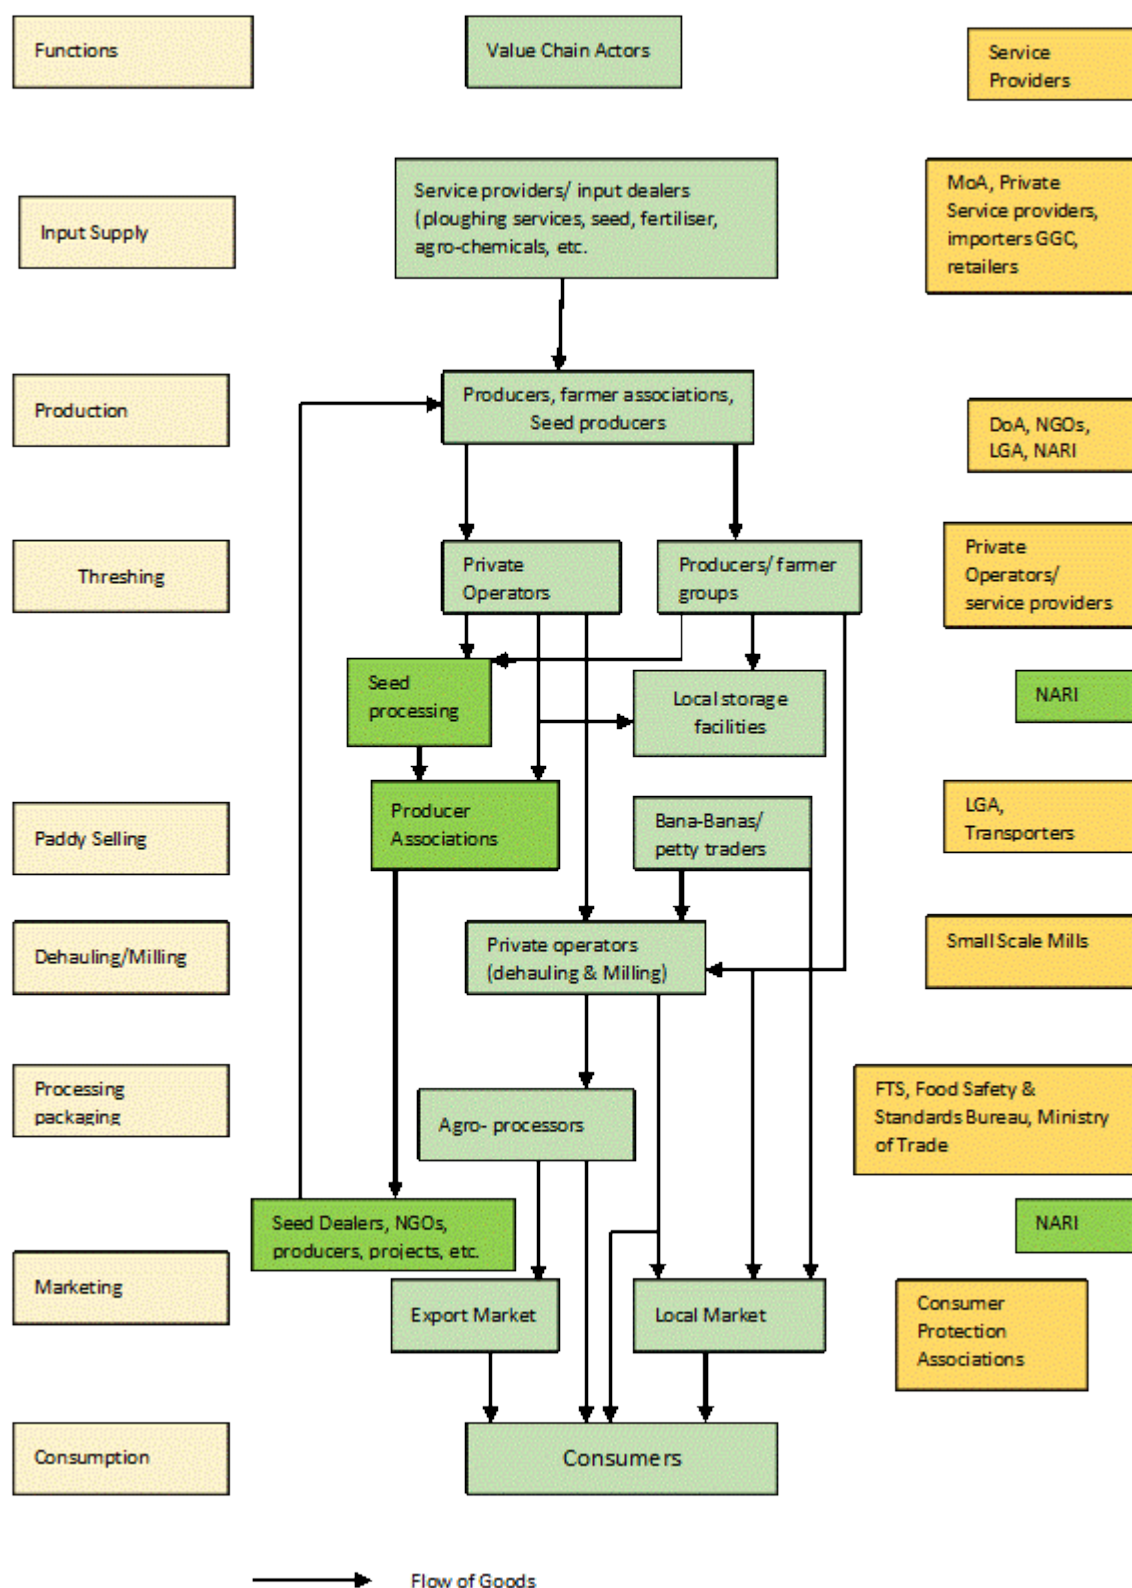 Functions
Value Chain Actors
Service
Providers
Input Supply
Service providers/ input dealers
(ploughing services, seed, fertiliser,
agro-chemicals, etc.
MoA, Private
Service providers,
importers GGC,
retailers
Production
Producers, farmer associations,
Seed producers
DoA, NGOs,
LGA, NARI
Threshing
Private
Operators
Producers/ farmer
groups
Private
Operators/
service providers
Seed
processing
Local storage
facilities
NARI
Paddy Selling
Producer
Associations
Bana-Banas/
petty traders
LGA,
Transporters
Dehauling/Milling
Private operators
(dehauling & Milling)
Small Scale Mills
Processing
packaging
Agro- processors
FTS, Food Safety &
Standards Bureau, Ministry
of Trade
Seed Dealers, NGOs,
producers, projects, etc.
NARI
Marketing
Export Market
Local Market
Consumer
Protection
Associations
Consumption
Consumers
Flow of Goods